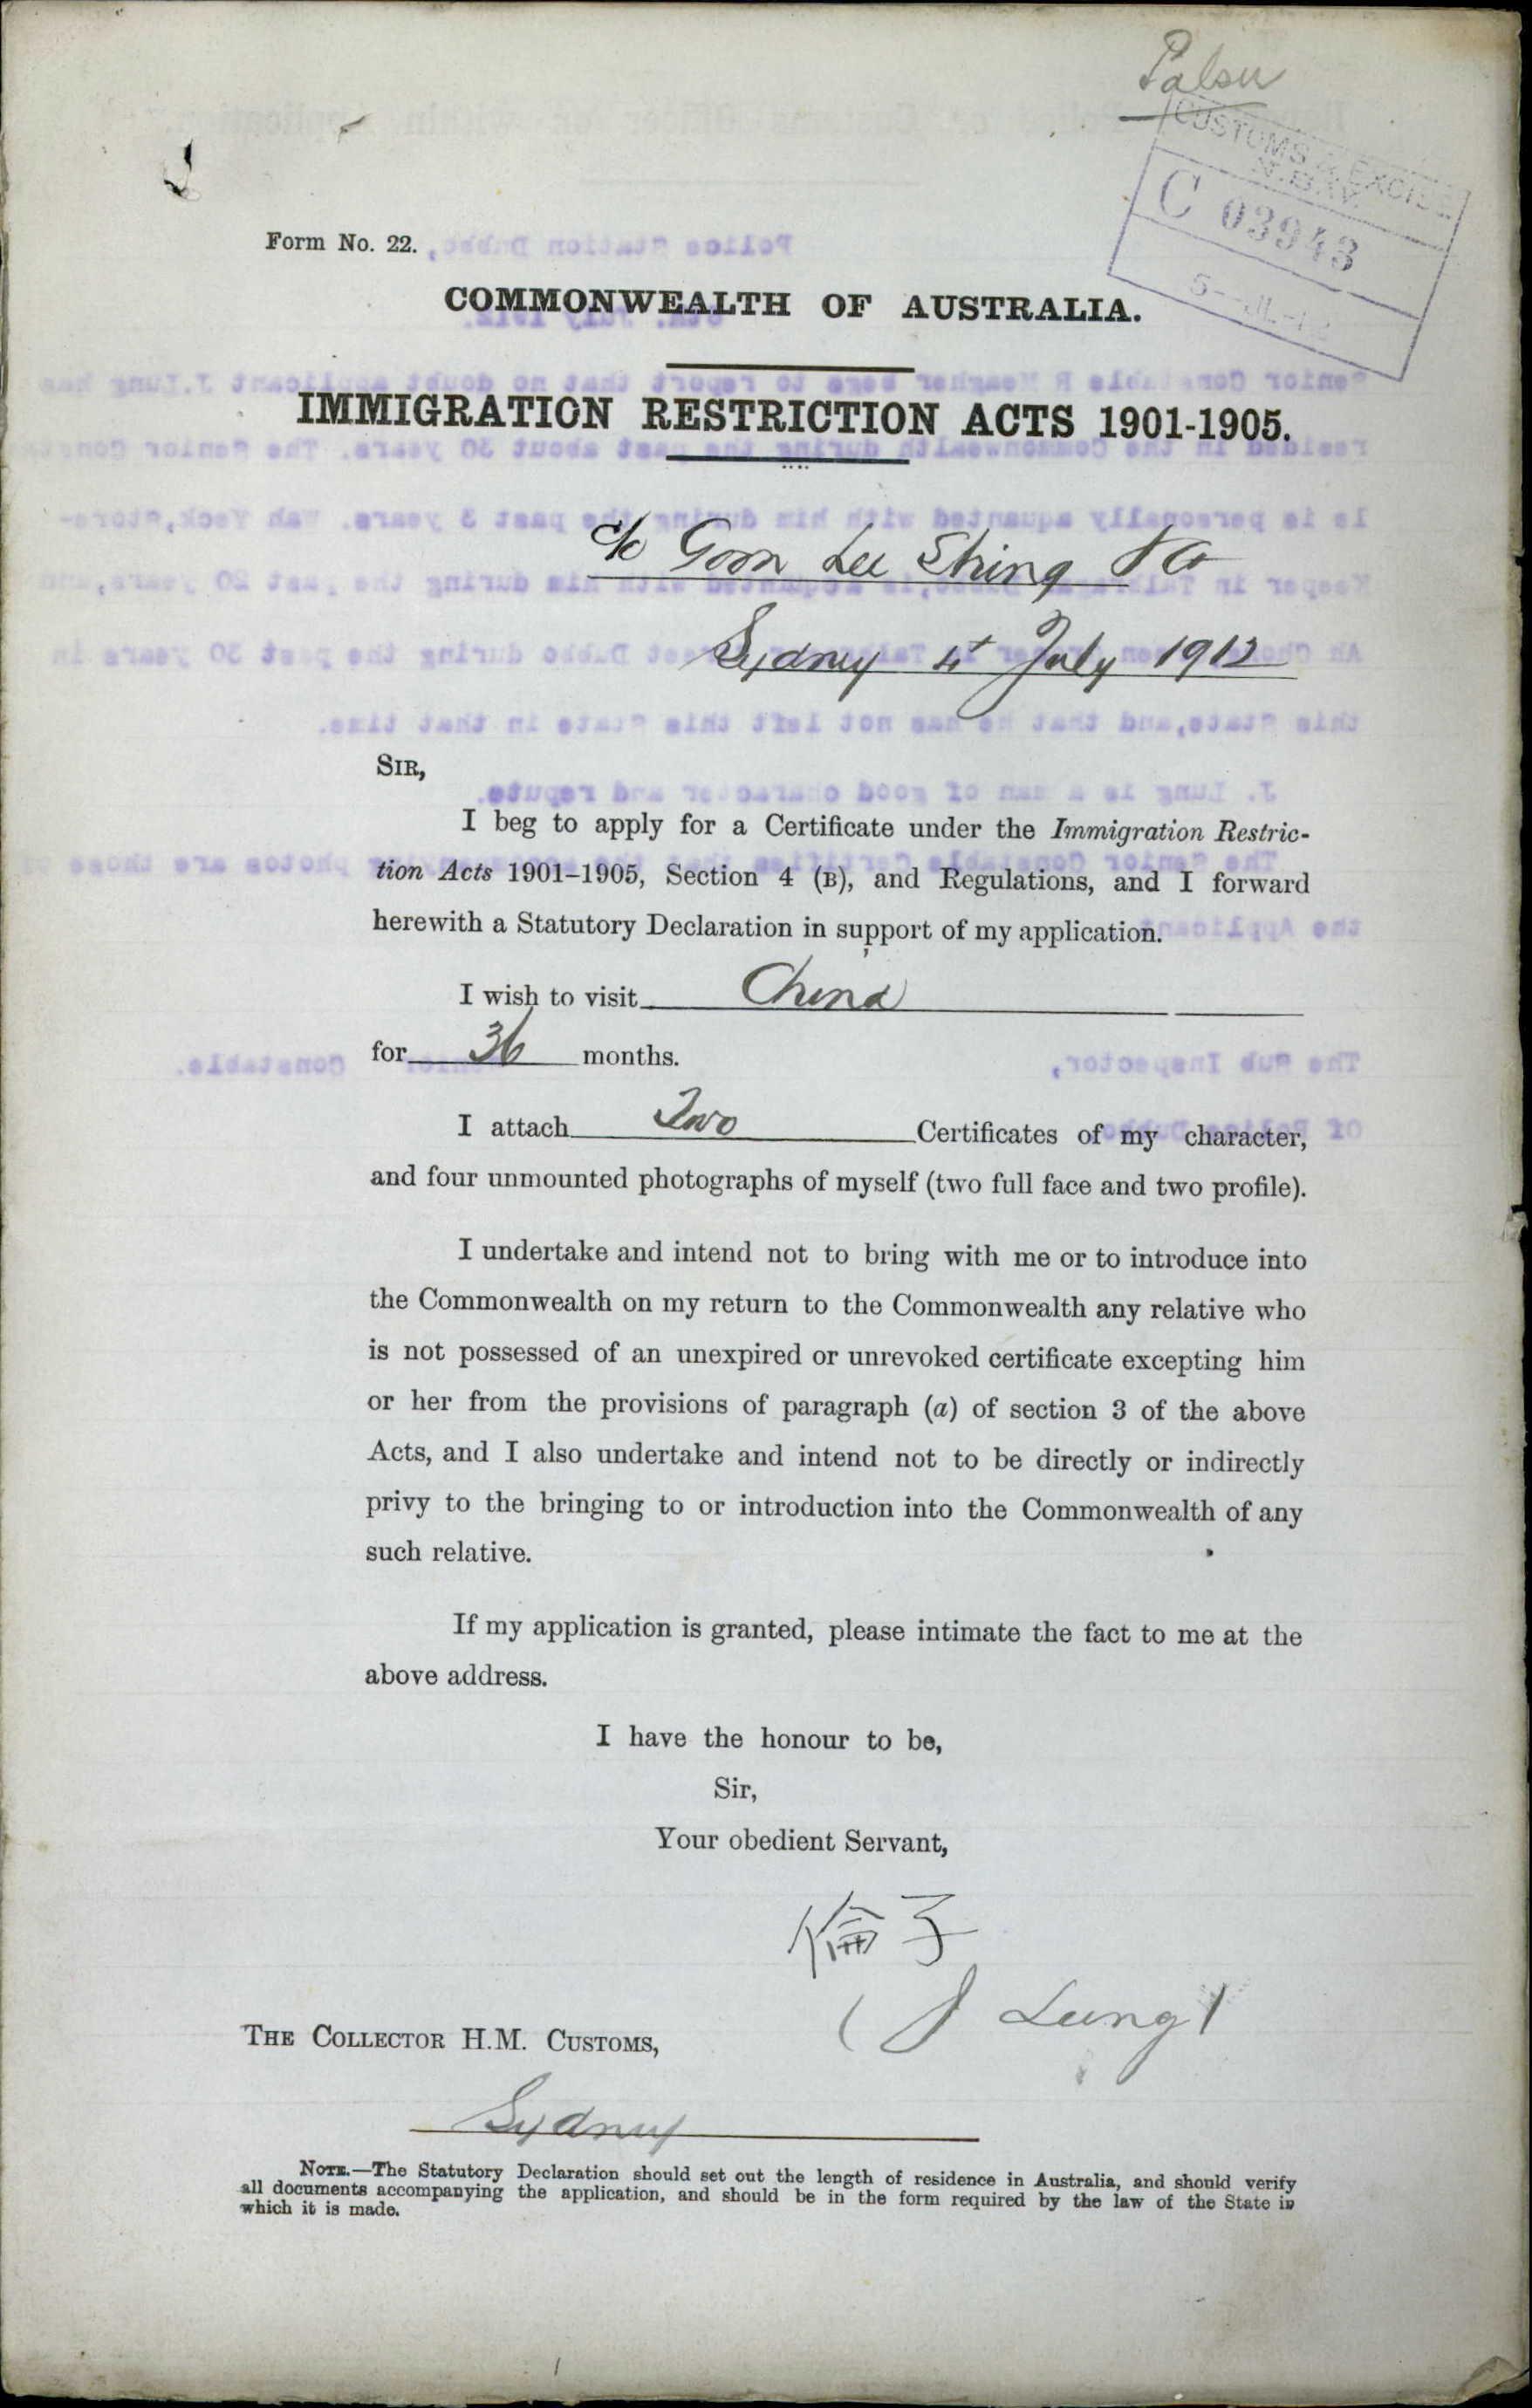 CUSTOMS & EXCISE
N.S.W.
C 03943
5--JL-12
Form No. 22.
COMMONWEALTH OF AUSTRALIA.
IMMIGRATION RESTRICTION ACTS 1901-1905.
c/o Goon Lee Shing & Co
Sydney 4th July 1912
SIR,
I beg to apply for a Certificate under the Immigration Restric-
tion Acts 1901-1905, Section 4 (B), and Regulations, and I forward
herewith a Statutory Declaration in support of my application.
I wish to visit China
for 36 months.
I attach Two Certificates of my character,
and four unmounted photographs of myself (two full face and two profile).
I undertake and intend not to bring with me or to introduce into
the Commonwealth on my return to the Commonwealth any relative who
is not possessed of an unexpired or unrevoked certificate excepting him
or her from the provisions of paragraph (a) of section 3 of the above
Acts, and I also undertake and intend not to be directly or indirectly
privy to the bringing to or introduction into the Commonwealth of any
such relative.
If my application is granted, please intimate the fact to me at the
above address.
I have the honour to be,
Sir,
Your obedient Servant,
倫子
(J Lung)
THE COLLECTOR H.M. CUSTOMS,
Sydney
NOTE.—The Statutory Declaration should set out the length of residence in Australia, and should verify
all documents accompanying the application, and should be in the form required by the law of the State in
which it is made.